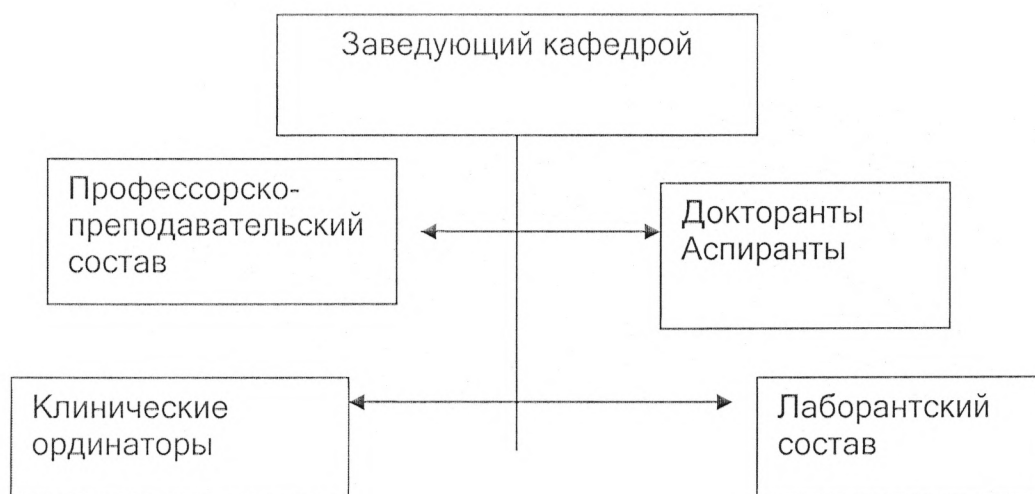 Заведующий кафедрой
Профессорско-
преподавательский
состав
Докторанты
Аспиранты
Клинические
ординаторы
Лаборантский
состав